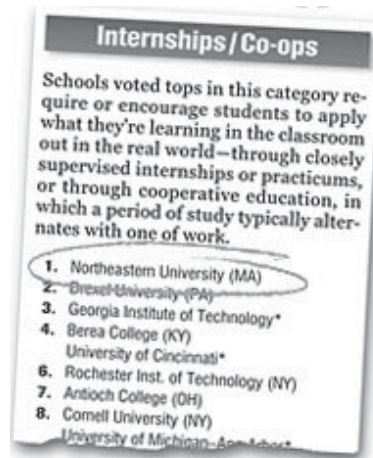 Internships/Co-ops
Schools voted tops in this category re-
quire or encourage students to apply
what they're learning in the classroom
out in the real world—through closely
supervised internships or practicums,
or through cooperative education, in
which a period of study typically alter-
nates with one of work.
1. Northeastern University (MA)
2. Drexel University (PA)
3. Georgia Institute of Technology*
4. Berea College (KY)
University of Cincinnati*
6. Rochester Inst. of Technology (NY)
7. Antioch College (OH)
8. Cornell University (NY)
University of Michigan–Ann Arbor*